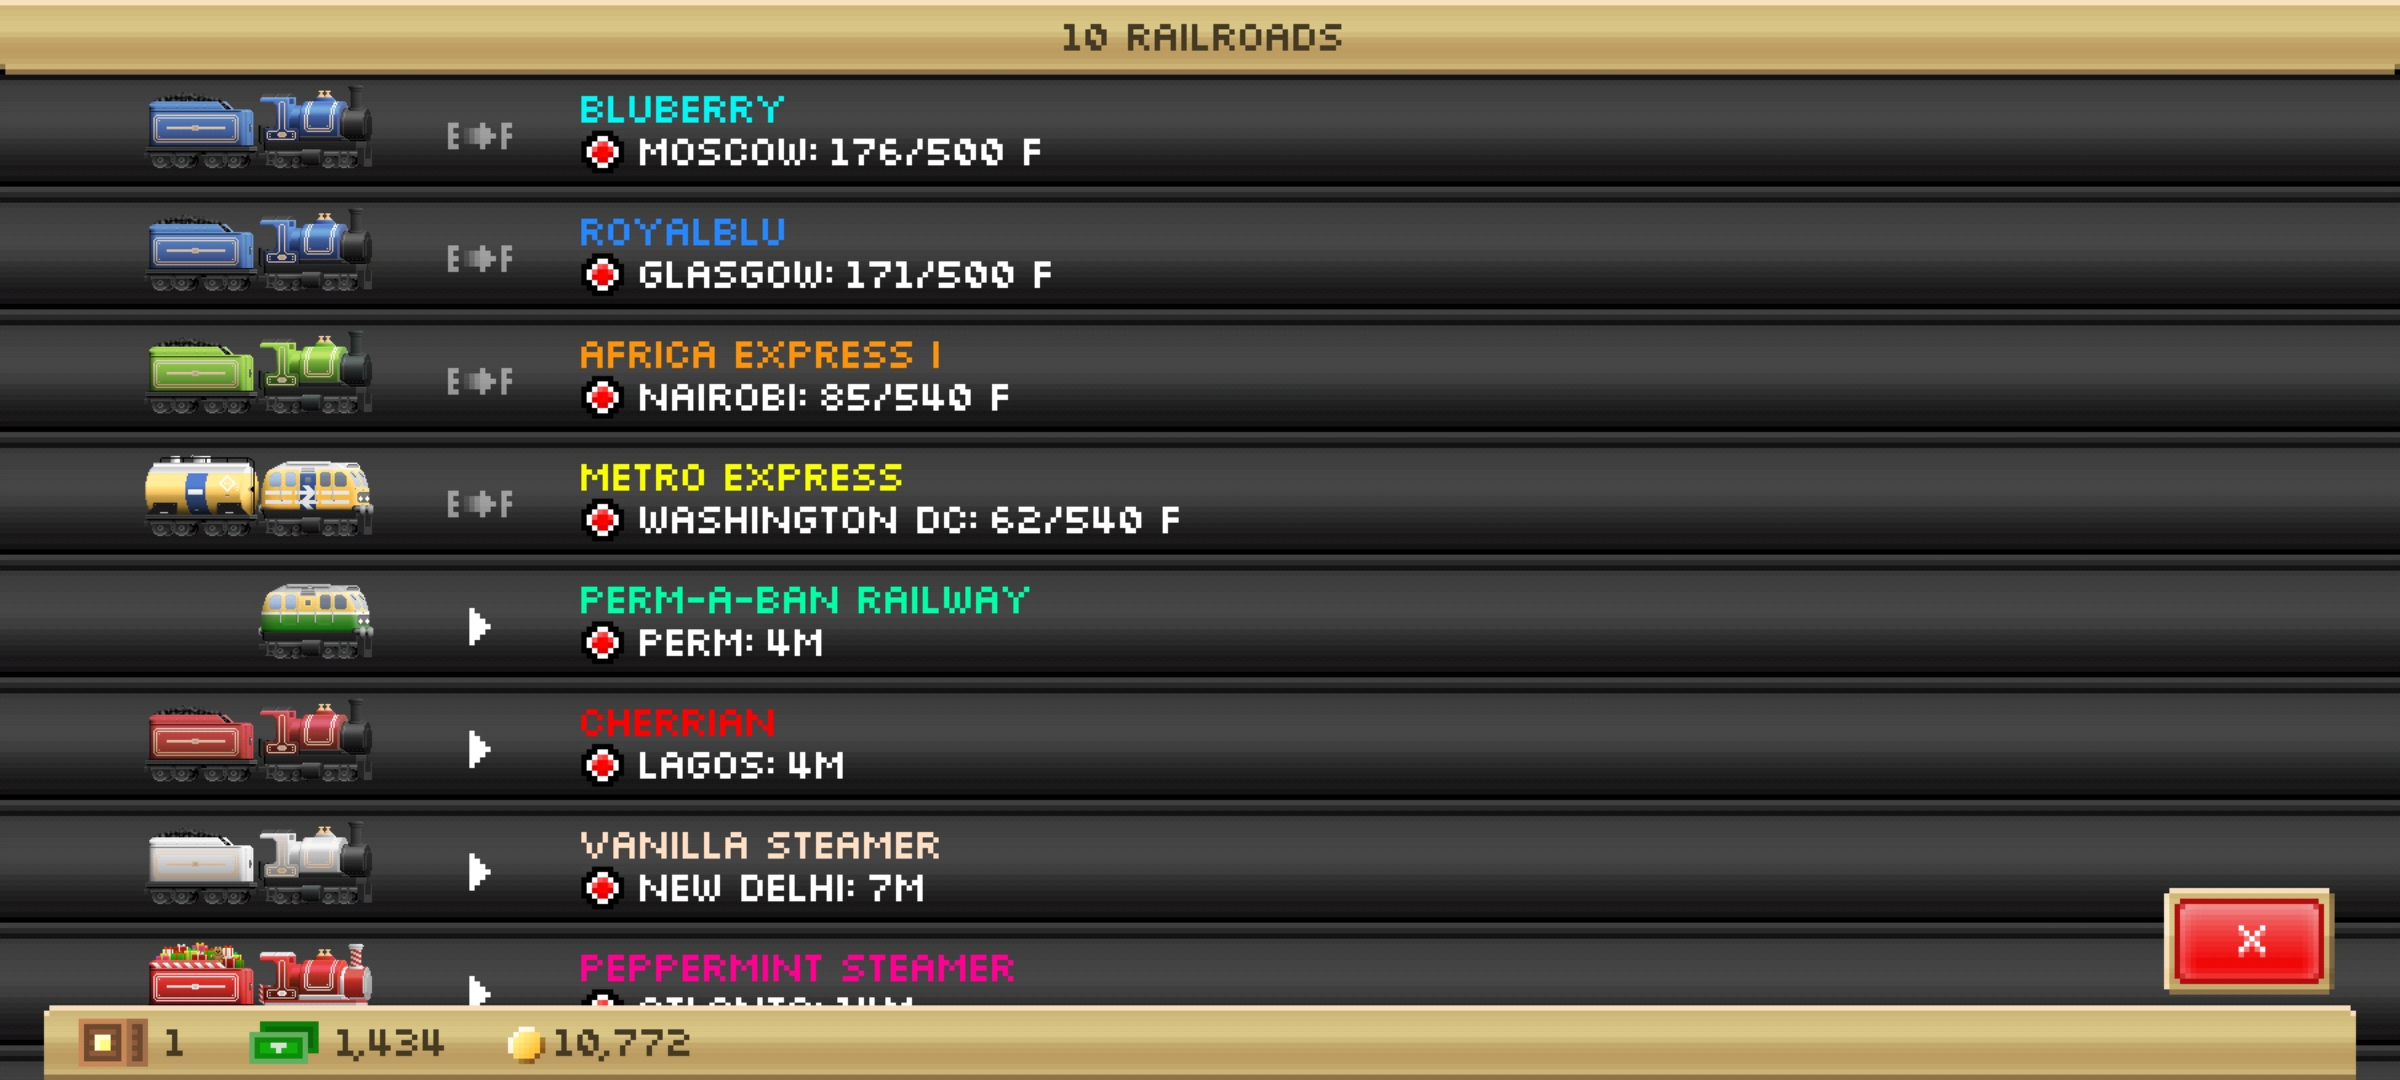 10 RAILROADS
BLUBERRY
E F
MOSCOW: 176/500 F
ROYALBLU
E F
GLASGOW: 171/500 F
AFRICA EXPRESS I
E F
NAIROBI: 85/540 F
METRO EXPRESS
E F
WASHINGTON DC: 62/540 F
PERM-A-BAN RAILWAY
PERM: 4M
CHERRIAN
LAGOS: 4M
VANILLA STEAMER
NEW DELHI: 7M
PEPPERMINT STEAMER
X
1 1,434 10,772